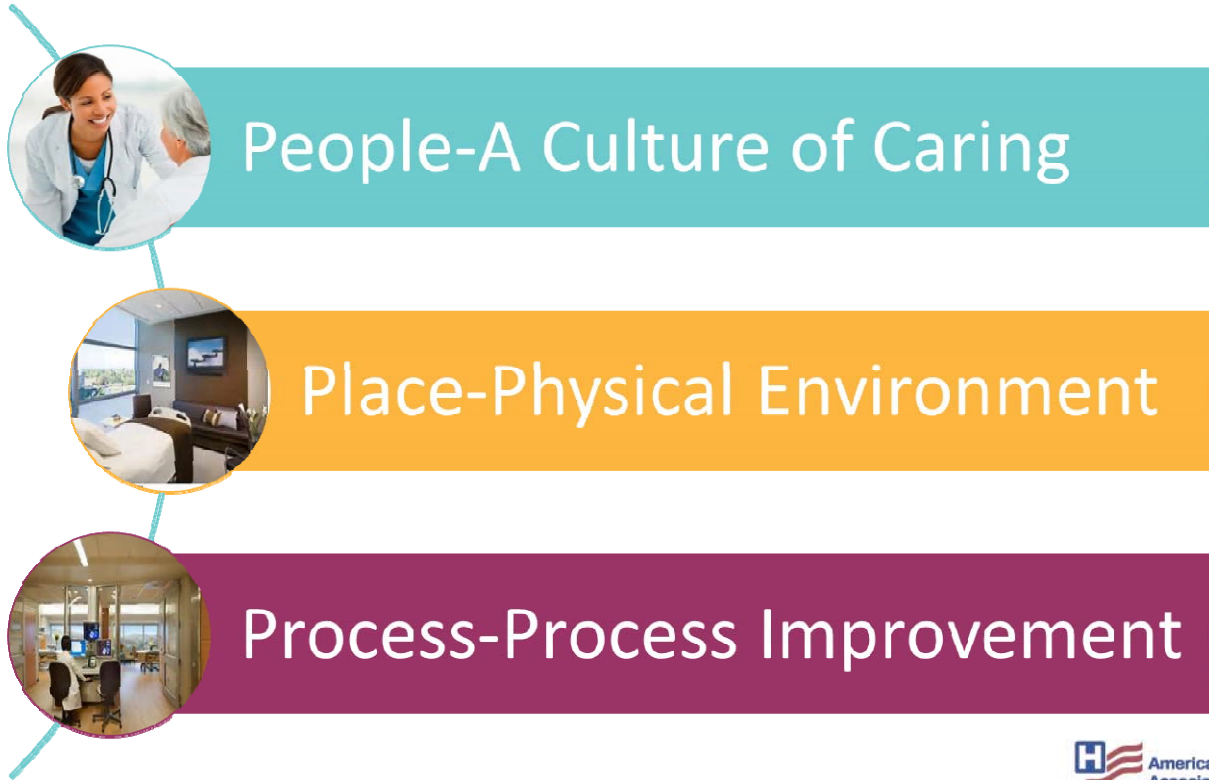 People-A Culture of Caring
Place-Physical Environment
Process-Process Improvement
H